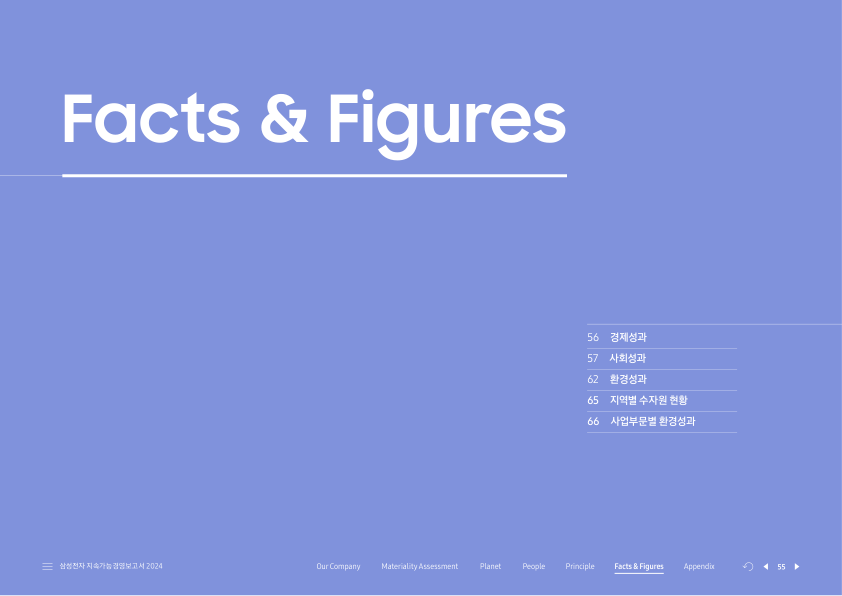 Facts & Figures
56 경제성과
57 사회성과
62 환경성과
65 지역별 수자원 현황
66 사업부문별 환경성과
삼성전자 지속가능경영보고서 2024 Our Company Materiality Assessment Planet People Principle Facts & Figures Appendix 55